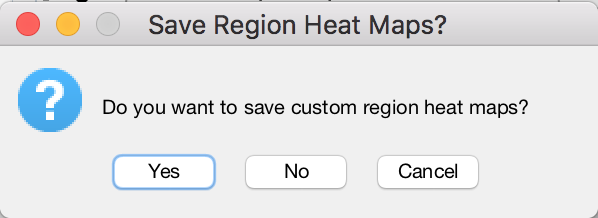 Save Region Heat Maps?
Do you want to save custom region heat maps?
Yes No Cancel